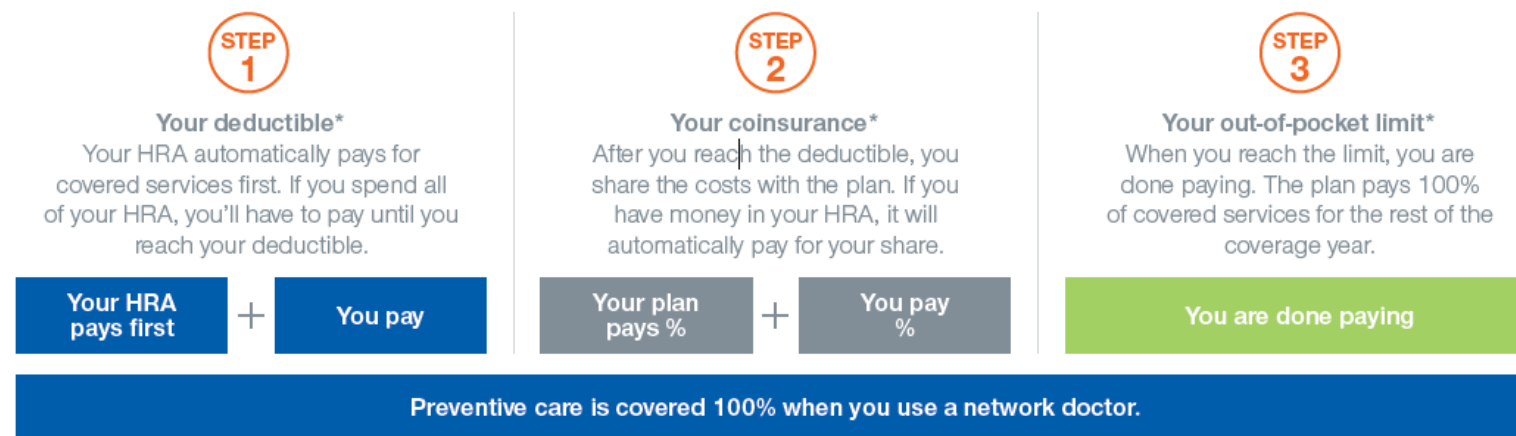 STEP
1
Your deductible*
Your HRA automatically pays for
covered services first. If you spend all
of your HRA, you'll have to pay until you
reach your deductible.
Your HRA
pays first
+
You pay
STEP
2
Your coinsurance*
After you reach the deductible, you
share the costs with the plan. If you
have money in your HRA, it will
automatically pay for your share.
Your plan
pays %
+
You pay
%
STEP
3
Your out-of-pocket limit*
When you reach the limit, you are
done paying. The plan pays 100%
of covered services for the rest of the
coverage year.
You are done paying
Preventive care is covered 100% when you use a network doctor.